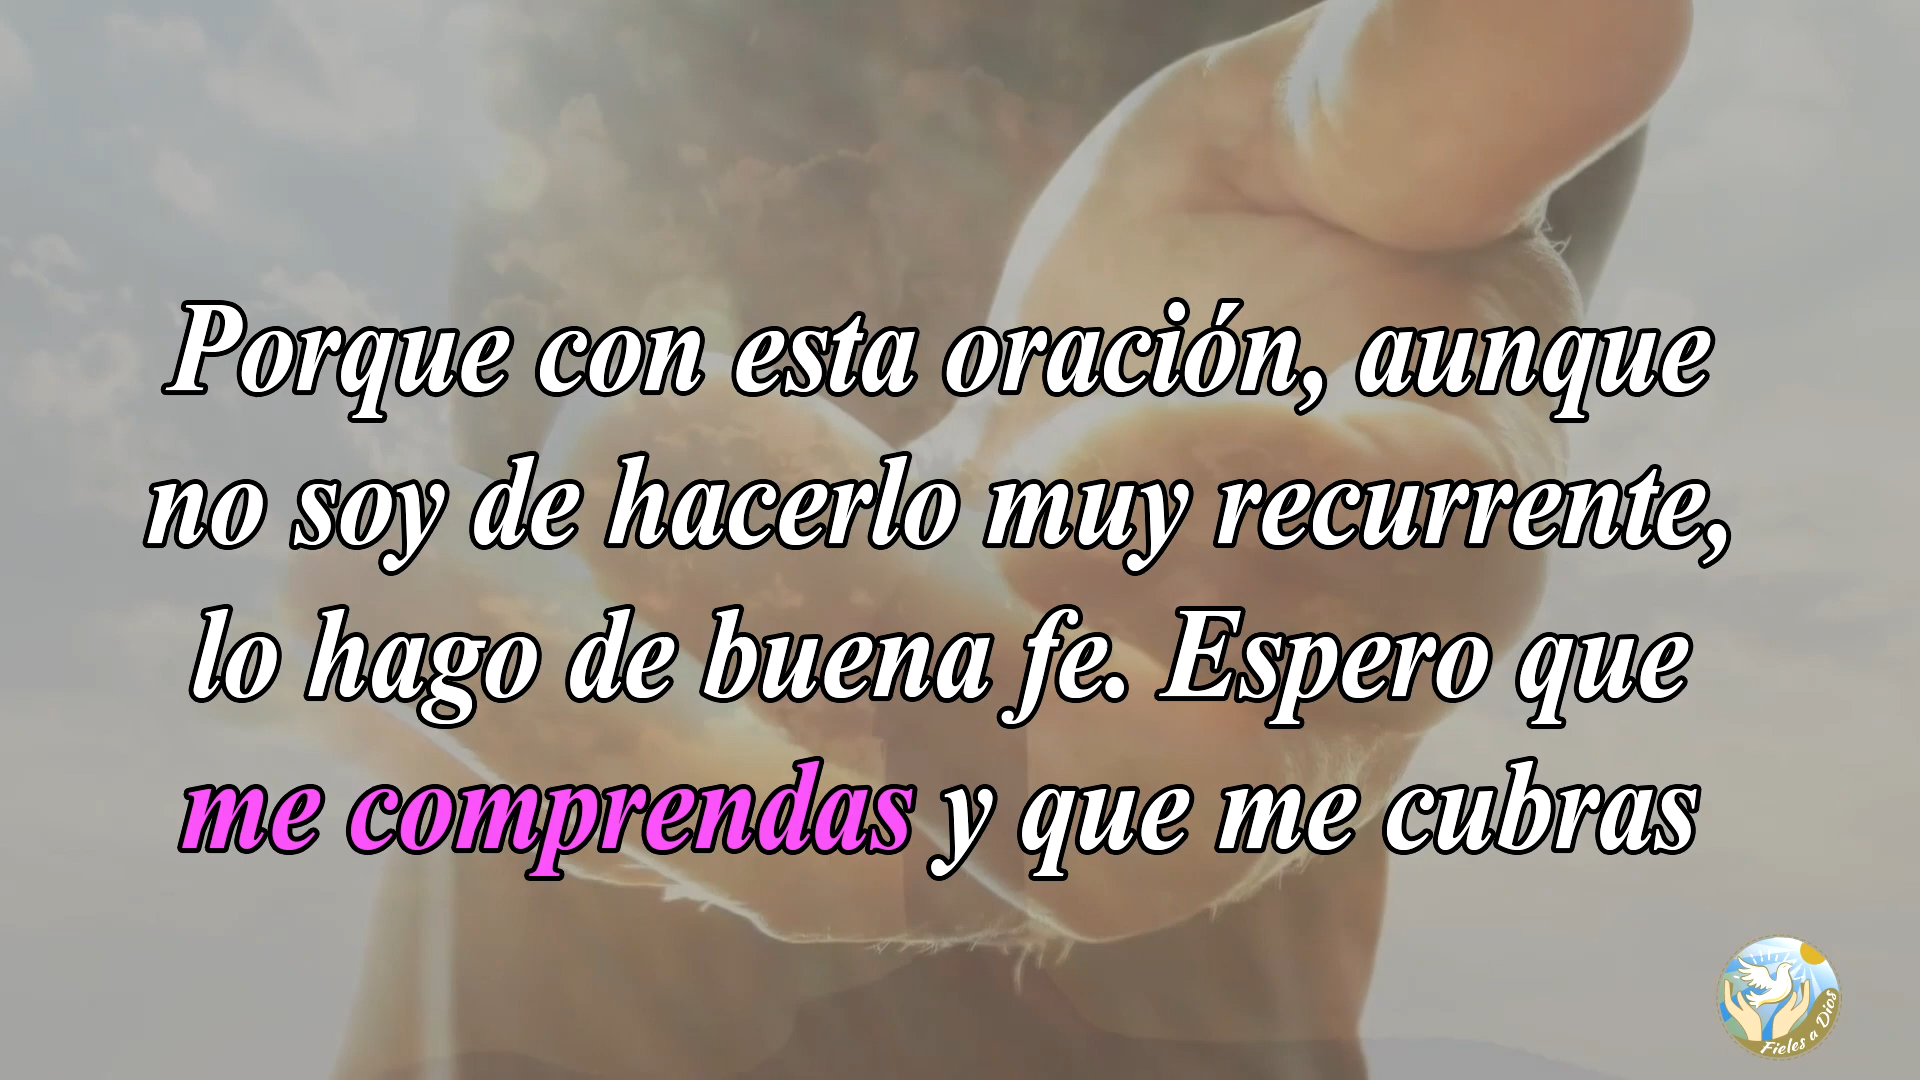 Porque con esta oración, aunque
no soy de hacerlo muy recurrente,
lo hago de buena fe. Espero que
me comprendas y que me cubras
Fieles a Dios